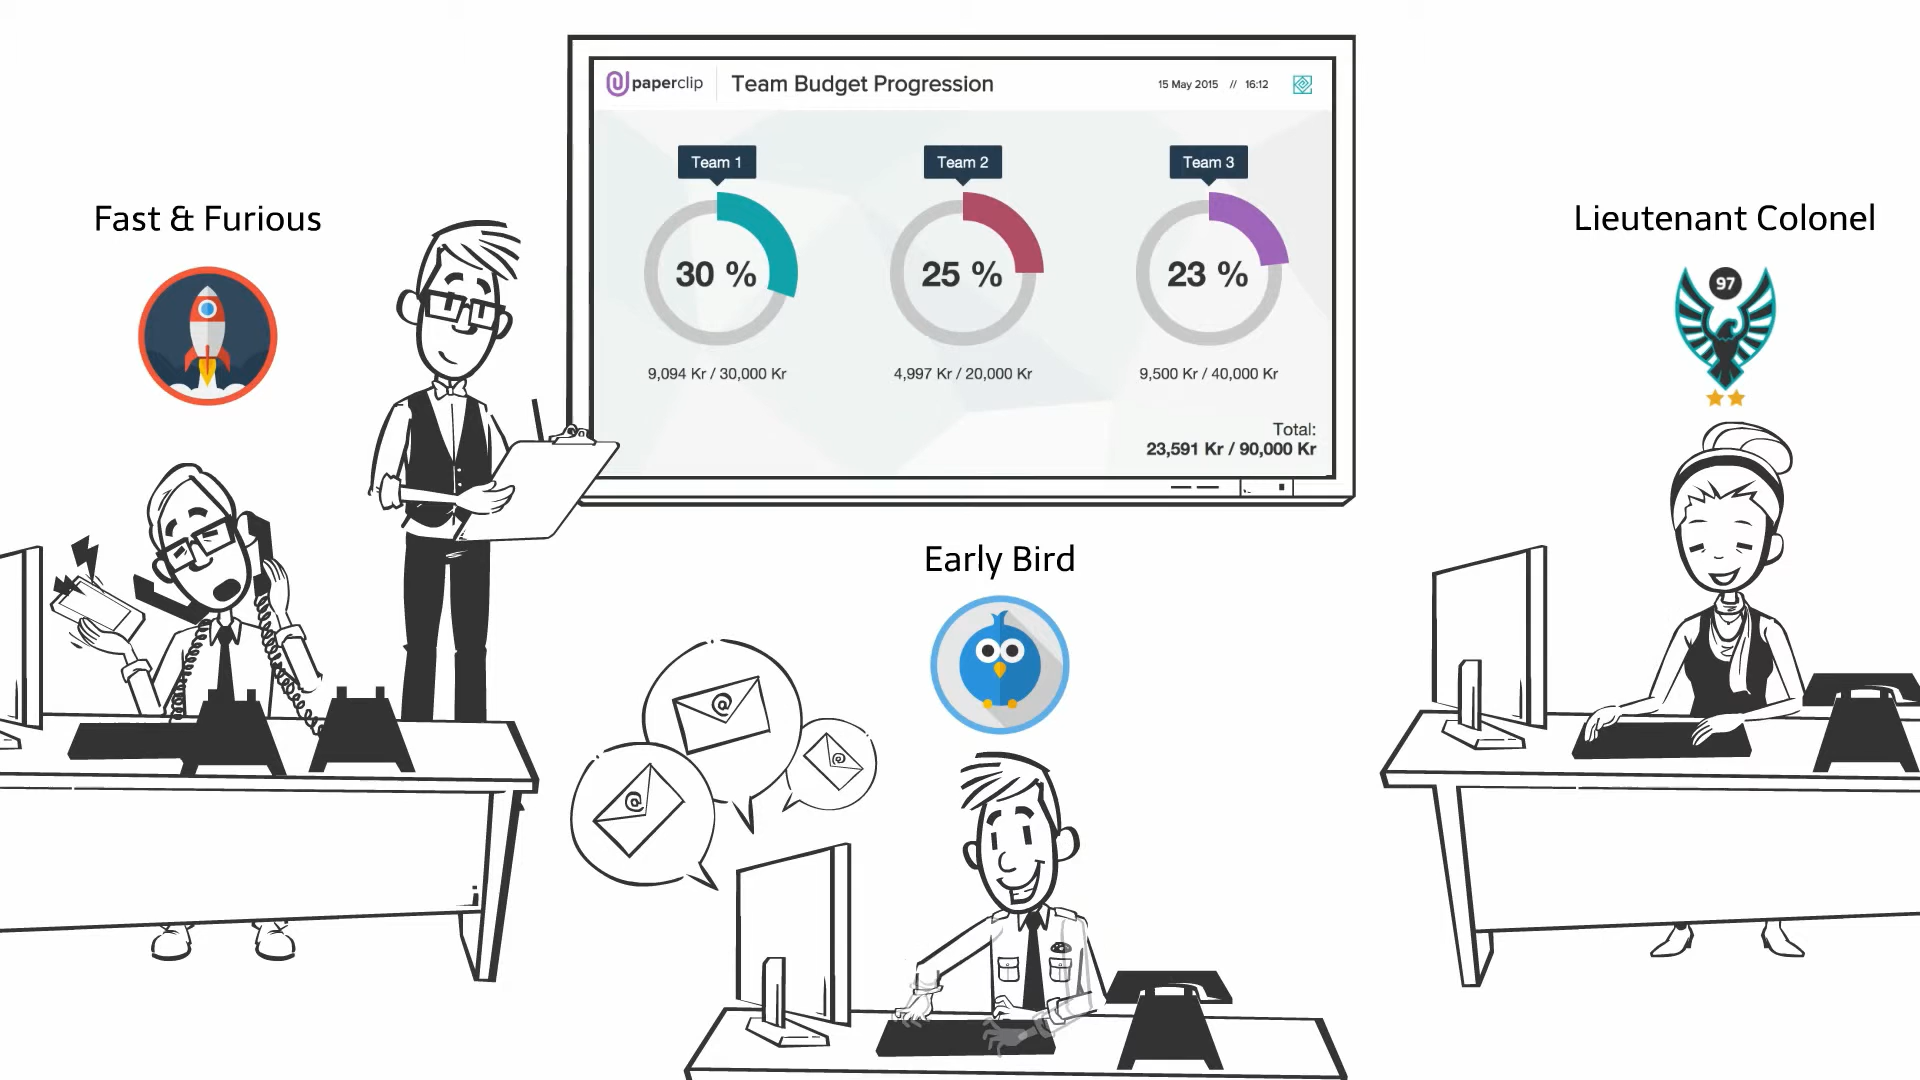 paperclip
Team Budget Progression
15 May 2015 // 16:12
Team 1
Team 2
Team 3
30 %
25 %
23 %
9,094 Kr / 30,000 Kr
4,997 Kr / 20,000 Kr
9,500 Kr / 40,000 Kr
Total:
23,591 Kr / 90,000 Kr
Fast & Furious
Lieutenant Colonel
97
Early Bird
@
@
@